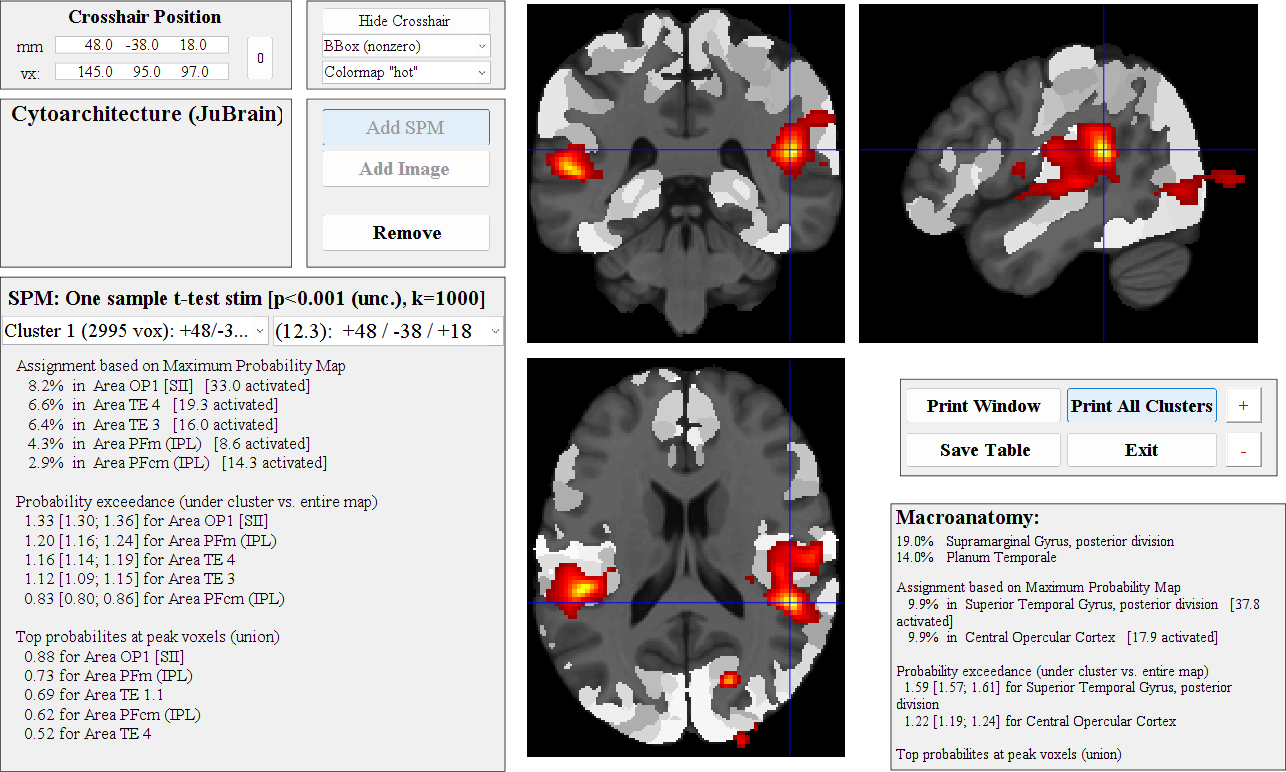 Crosshair Position
mm 48.0 -38.0 18.0
vx: 145.0 95.0 97.0
0
Hide Crosshair
BBox (nonzero)
Colormap "hot"
Cytoarchitecture (JuBrain)
Add SPM
Add Image
Remove
SPM: One sample t-test stim [p<0.001 (unc.), k=1000]
Cluster 1 (2995 vox): +48/-3...
(12.3): +48 / -38 / +18
Assignment based on Maximum Probability Map
8.2% in Area OP1 [SII] [33.0 activated]
6.6% in Area TE 4 [19.3 activated]
6.4% in Area TE 3 [16.0 activated]
4.3% in Area PFm (IPL) [8.6 activated]
2.9% in Area PFcm (IPL) [14.3 activated]
Probability exceedance (under cluster vs. entire map)
1.33 [1.30; 1.36] for Area OP1 [SII]
1.20 [1.16; 1.24] for Area PFm (IPL)
1.16 [1.14; 1.19] for Area TE 4
1.12 [1.09; 1.15] for Area TE 3
0.83 [0.80; 0.86] for Area PFcm (IPL)
Top probabilites at peak voxels (union)
0.88 for Area OP1 [SII]
0.73 for Area PFm (IPL)
0.69 for Area TE 1.1
0.62 for Area PFcm (IPL)
0.52 for Area TE 4
Print Window
Print All Clusters
+
Save Table
Exit
-
Macroanatomy:
19.0% Supramarginal Gyrus, posterior division
14.0% Planum Temporale
Assignment based on Maximum Probability Map
9.9% in Superior Temporal Gyrus, posterior division [37.8
activated]
9.9% in Central Opercular Cortex [17.9 activated]
Probability exceedance (under cluster vs. entire map)
1.59 [1.57; 1.61] for Superior Temporal Gyrus, posterior
division
1.22 [1.19; 1.24] for Central Opercular Cortex
Top probabilites at peak voxels (union)